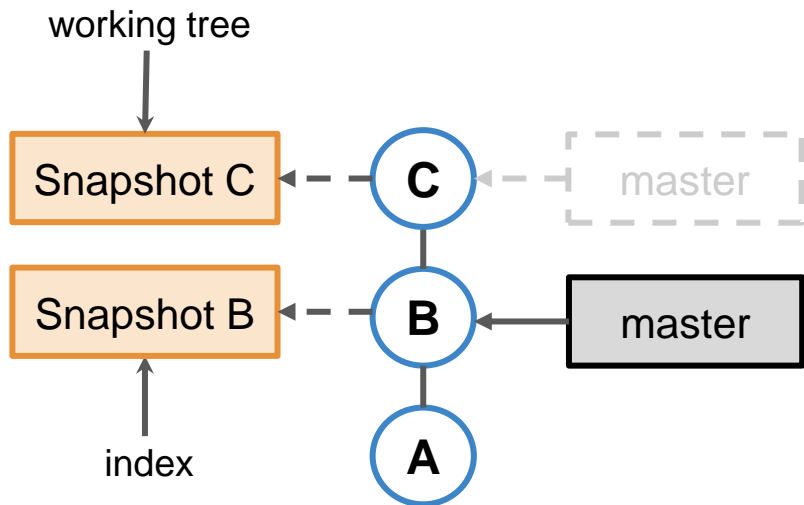 working tree
Snapshot C
C
master
Snapshot B
B
master
index
A